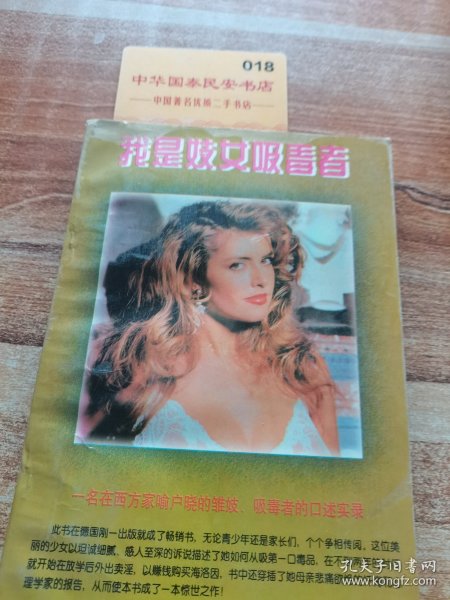 018
中华国泰民安书店
中国著名优质二手书店
我是妓女吸毒者
一名在西方家喻户晓的雏妓、吸毒者的口述实录
此书在德国刚一出版就成了畅销书,无论青少年还是家长们,个个争相传阅。这位美
丽的少女以坦诚细腻、感人至深的诉说描述了她如何从吸第一口毒品,在不
就开始在放学后外出卖淫,以赚钱购买海洛因,书中还穿插了她母亲悲痛
理学家的报告,从而使本书成了一本惊世之作!
孔夫子旧书网